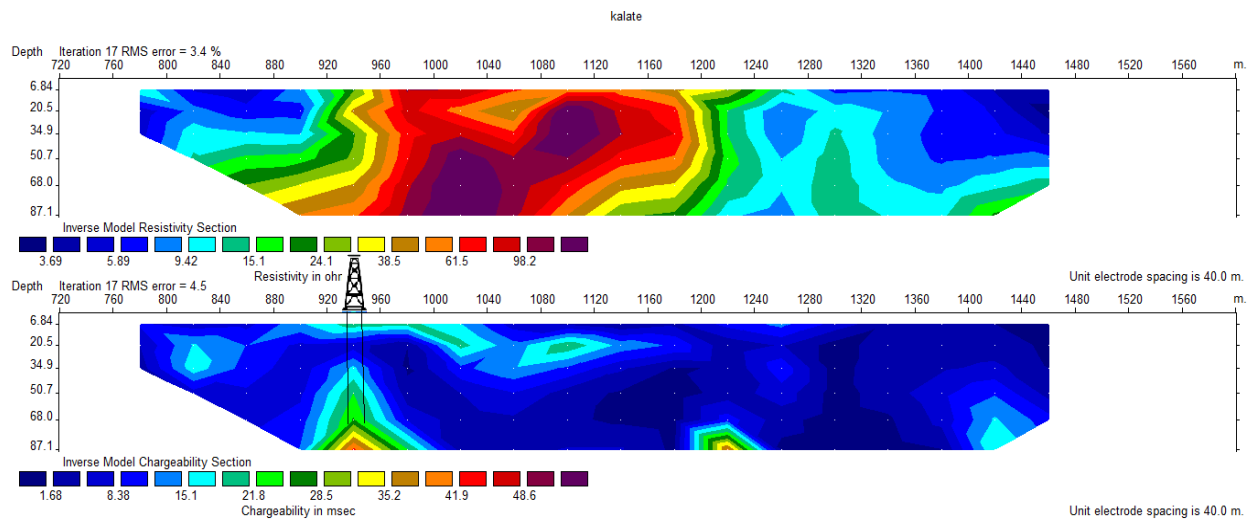 kalate
Depth Iteration 17 RMS error = 3.4 %
720 760 800 840 880 920 960 1000 1040 1080 1120 1160 1200 1240 1280 1320 1360 1400 1440 1480 1520 1560 m.
6.84
20.5
34.9
50.7
68.0
87.1
Inverse Model Resistivity Section
3.69 5.89 9.42 15.1 24.1 38.5 61.5 98.2
Resistivity in ohr
Unit electrode spacing is 40.0 m.
Depth Iteration 17 RMS error = 4.5
720 760 800 840 880 920 960 1000 1040 1080 1120 1160 1200 1240 1280 1320 1360 1400 1440 1480 1520 1560 m.
6.84
20.5
34.9
50.7
68.0
87.1
Inverse Model Chargeability Section
1.68 8.38 15.1 21.8 28.5 35.2 41.9 48.6
Chargeability in msec
Unit electrode spacing is 40.0 m.